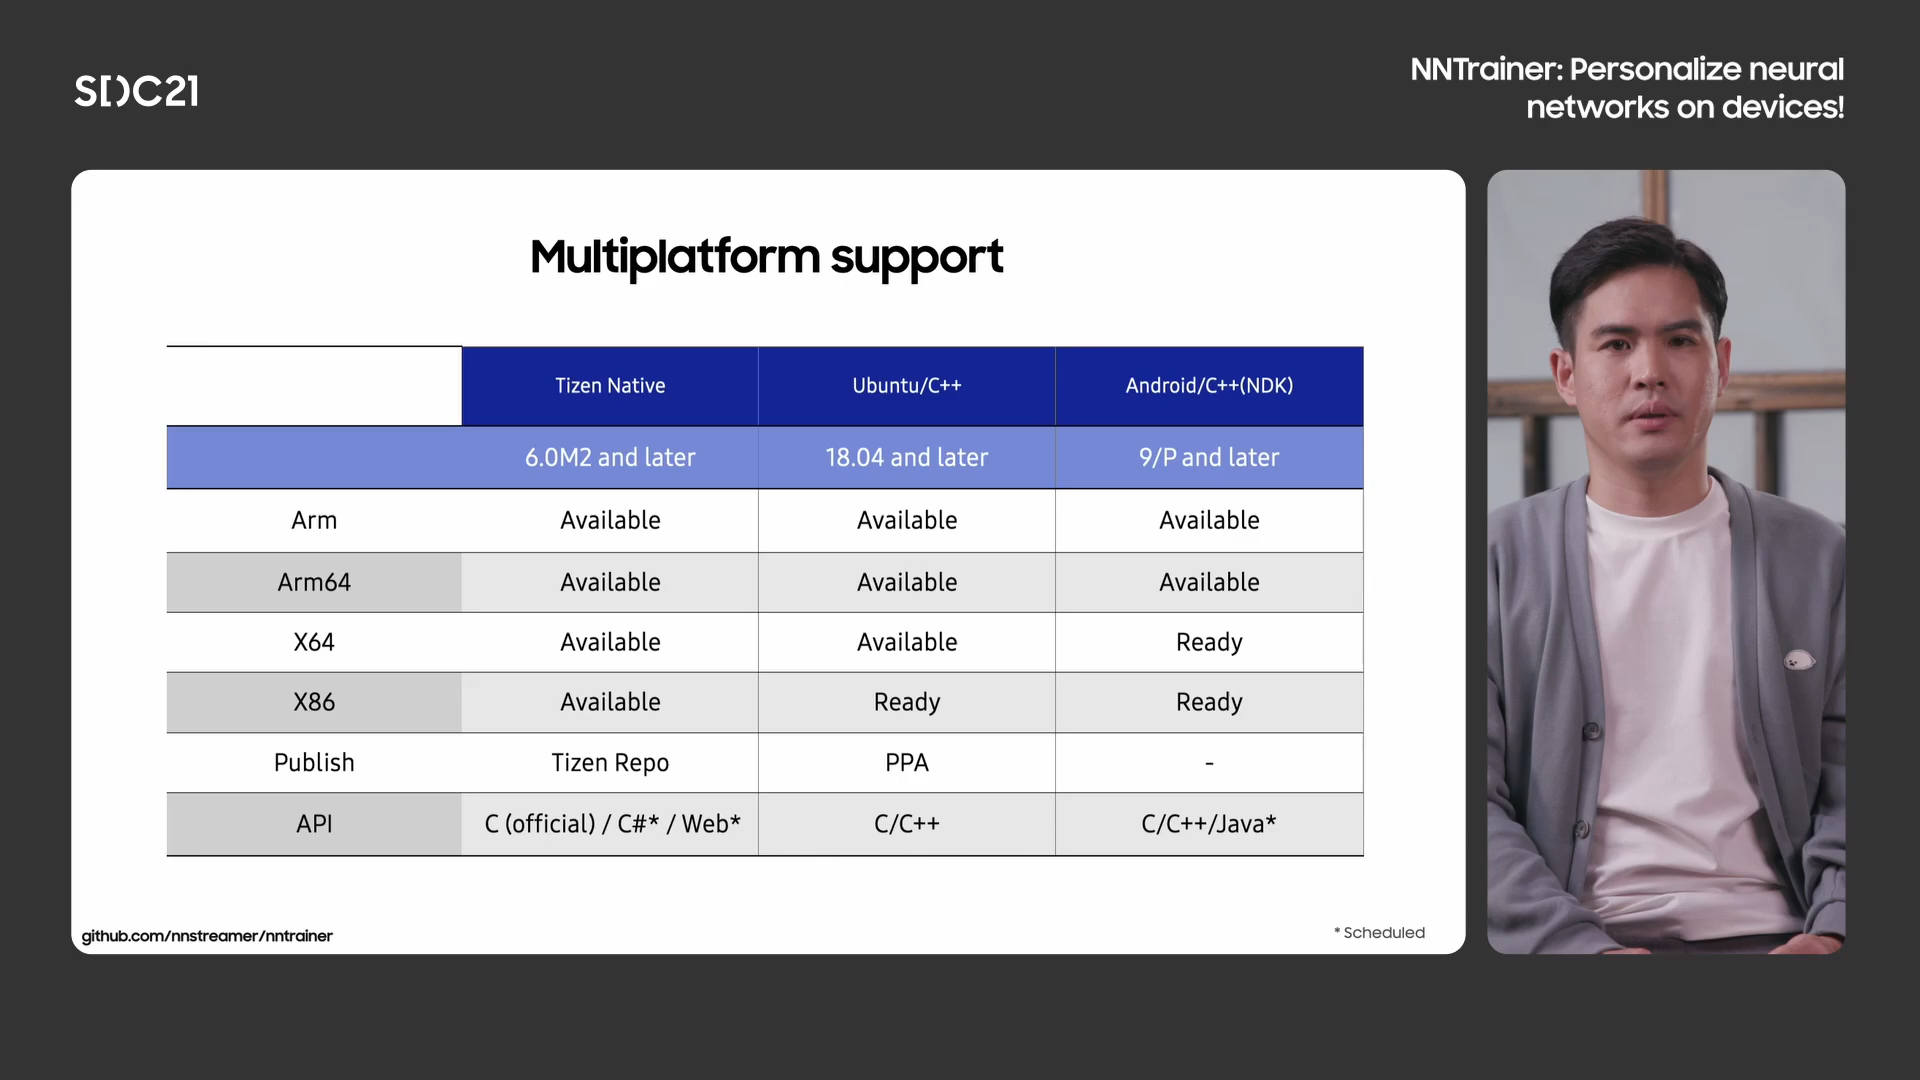 SDC21
NNTrainer: Personalize neural
networks on devices!
Multiplatform support
Tizen Native Ubuntu/C++ Android/C++(NDK)
6.0M2 and later 18.04 and later 9/P and later
Arm Available Available Available
Arm64 Available Available Available
X64 Available Available Ready
X86 Available Ready Ready
Publish Tizen Repo PPA -
API C (official) / C#* / Web* C/C++ C/C++/Java*
github.com/nnstreamer/nntrainer
* Scheduled